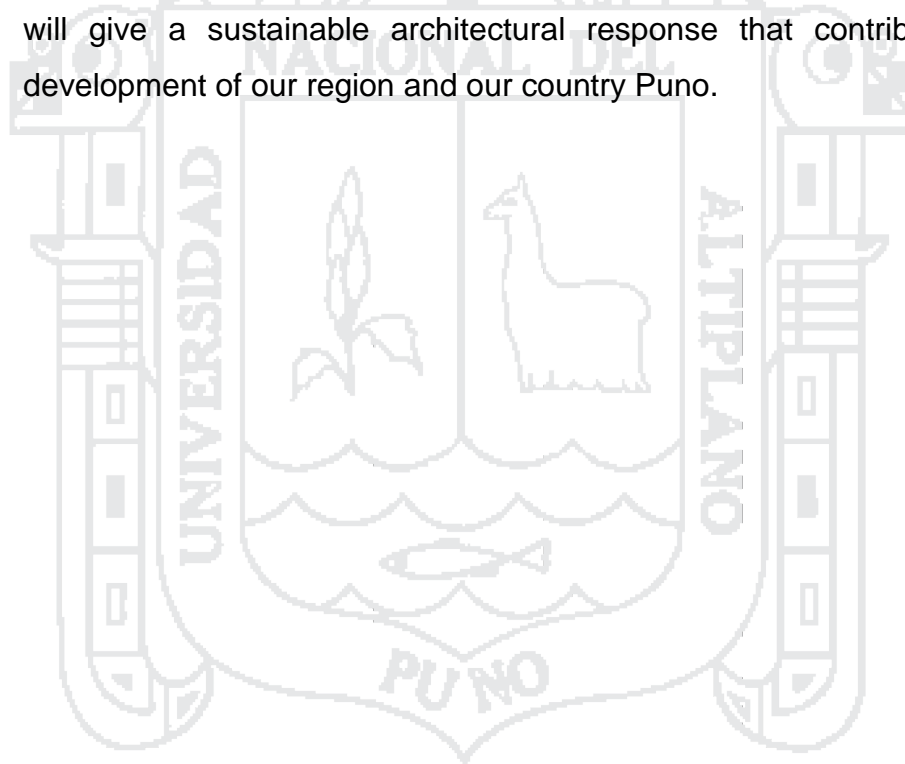 will give a sustainable architectural response that contrib
NACIONAL DEL
development of our region and our country Puno.
UNIVERSIDAD
ALTIPLANO
PUNO